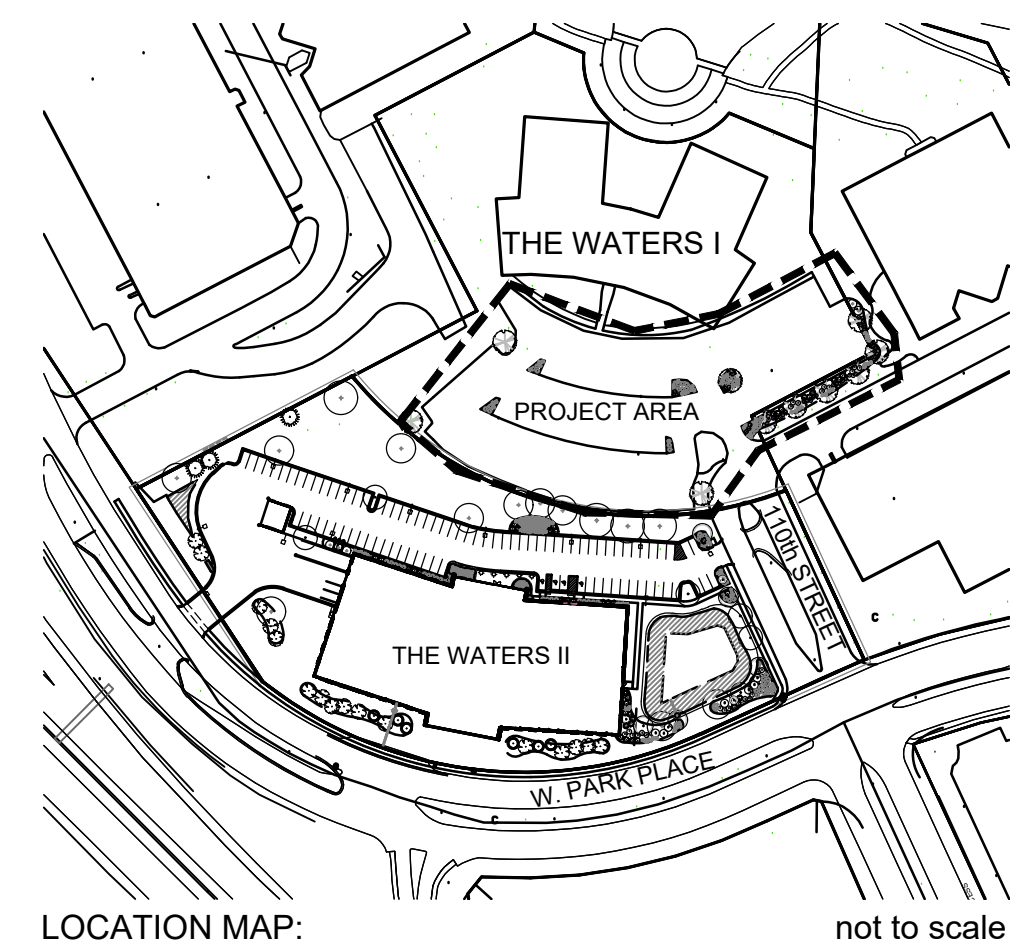 THE WATERS I
PROJECT AREA
110th STREET
THE WATERS II
W. PARK PLACE
C
C
LOCATION MAP:
not to scale